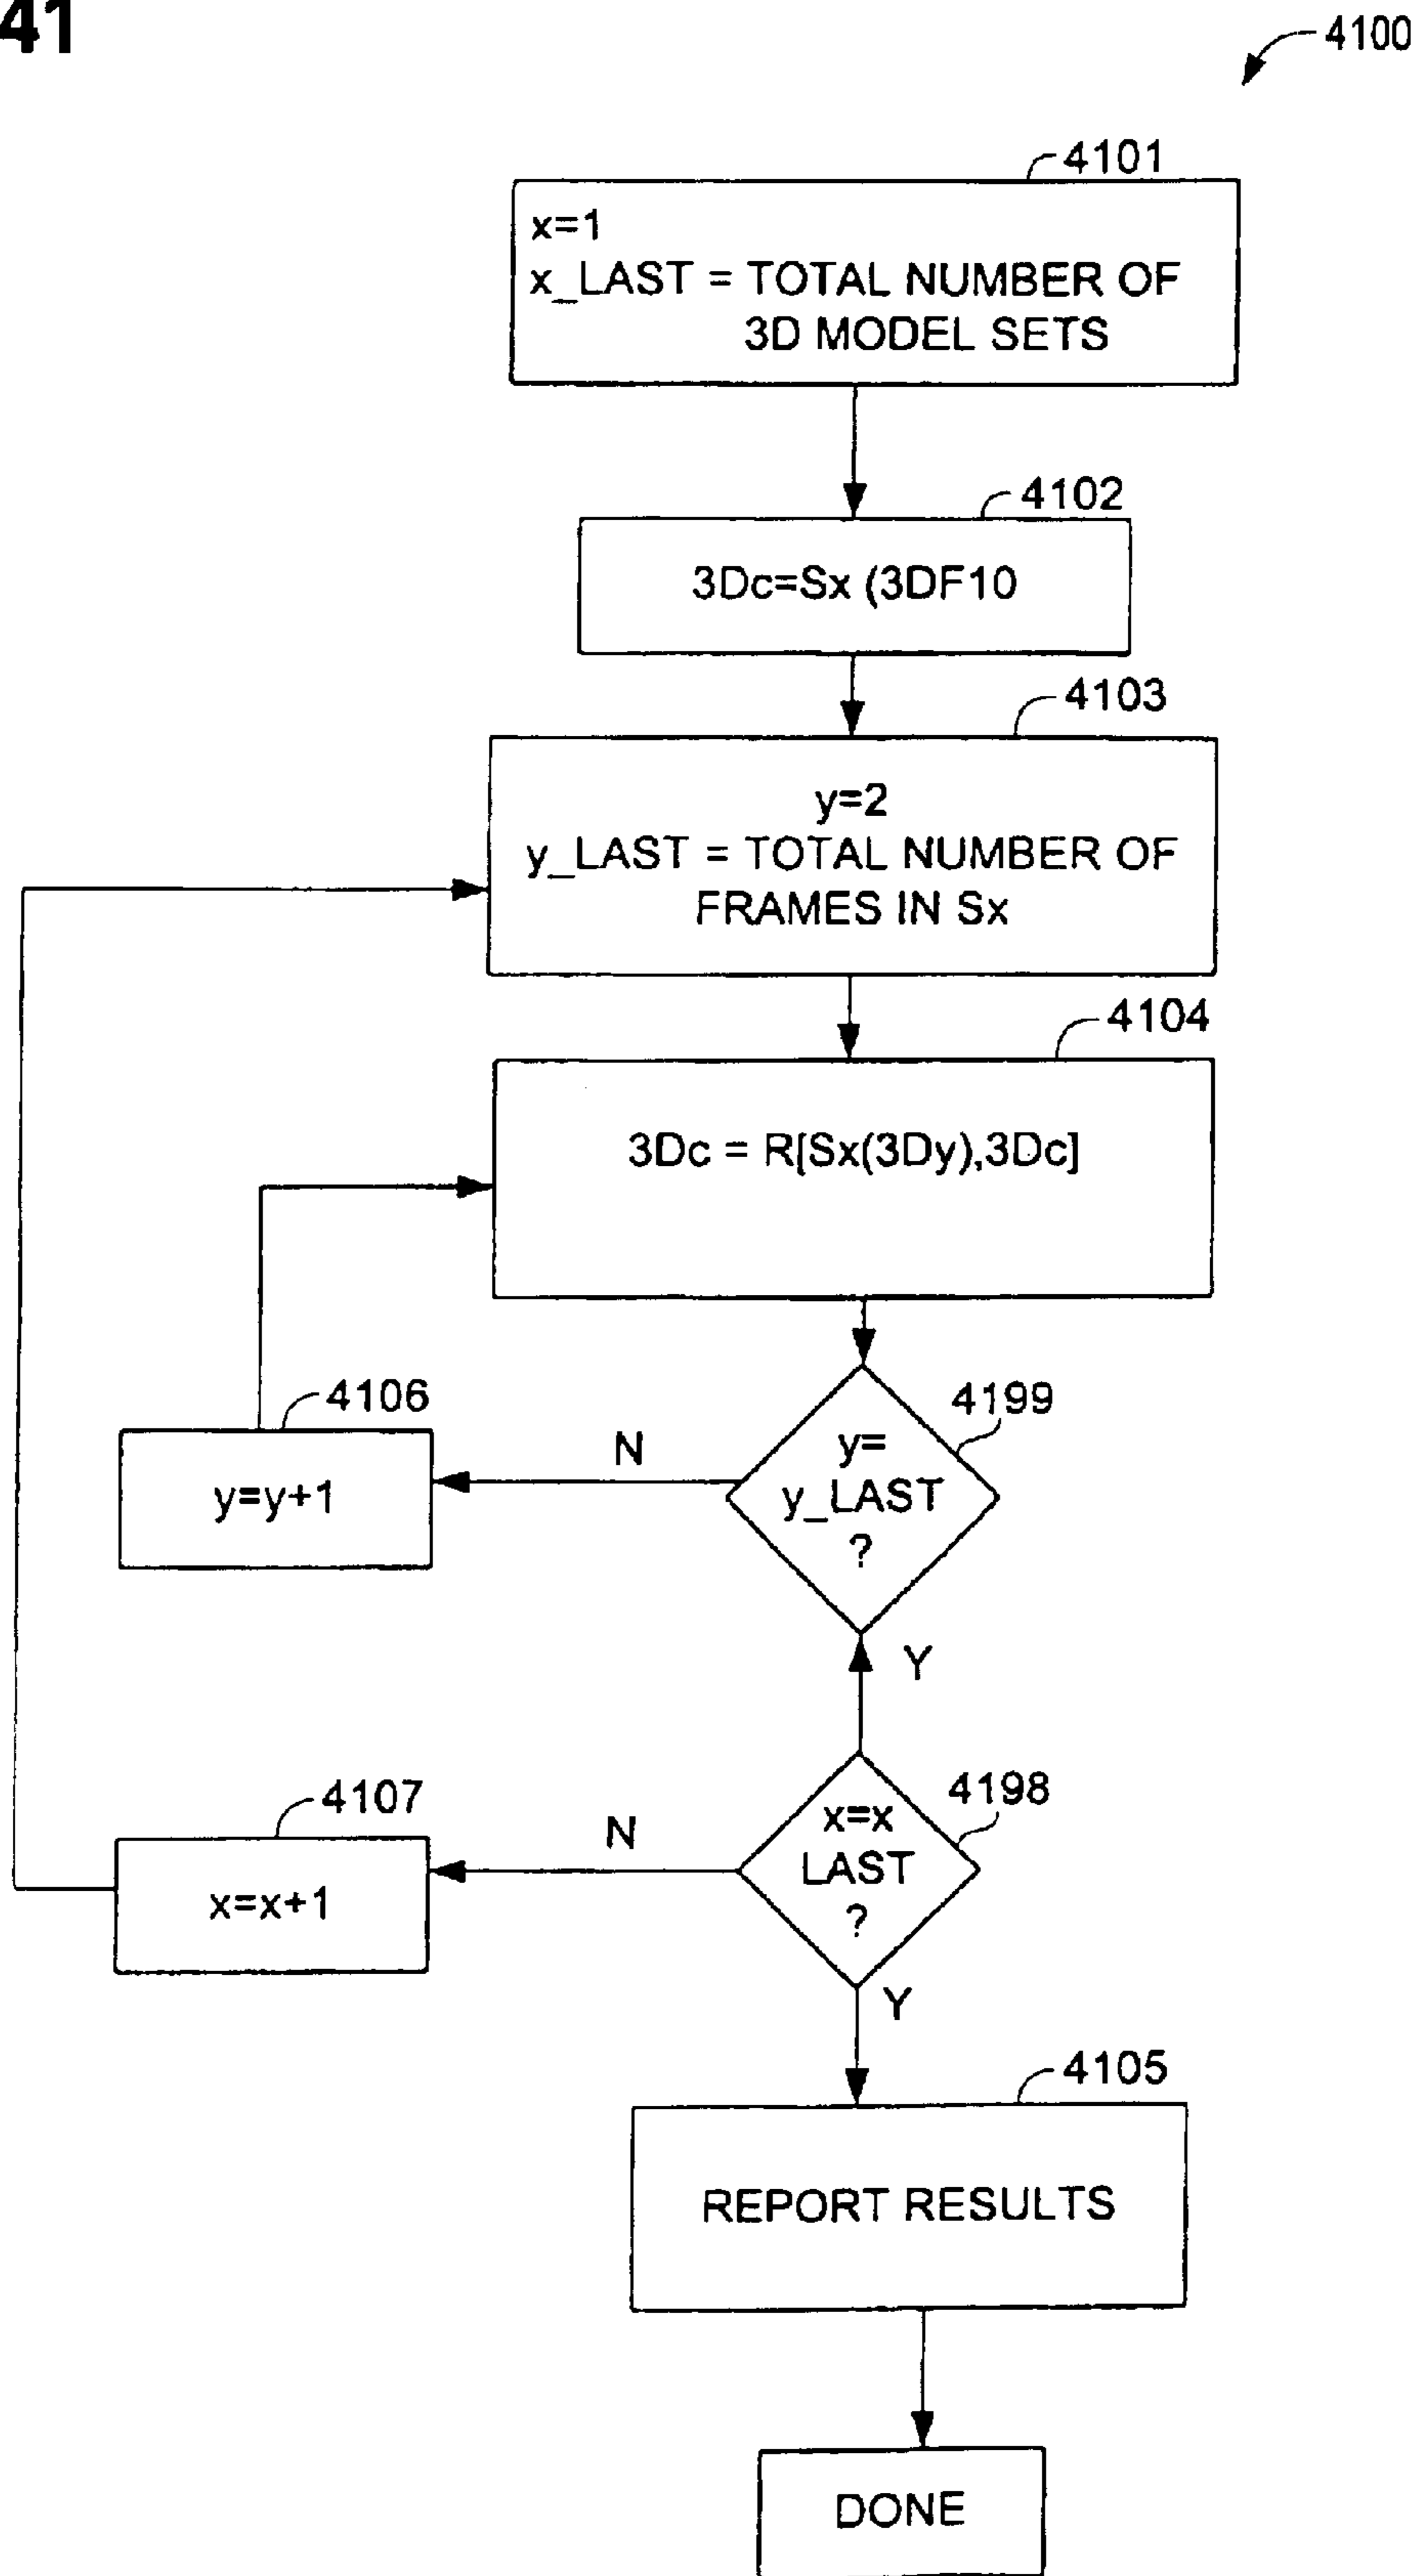 41
4100
4101
x=1
x_LAST = TOTAL NUMBER OF
3D MODEL SETS
4102
3Dc=Sx (3DF10
4103
y=2
y_LAST = TOTAL NUMBER OF
FRAMES IN Sx
4104
3Dc = R[Sx(3Dy),3Dc]
4106
y=y+1
N
4199
y=
y_LAST
?
Y
4107
x=x+1
N
4198
x=x
LAST
?
Y
4105
REPORT RESULTS
DONE